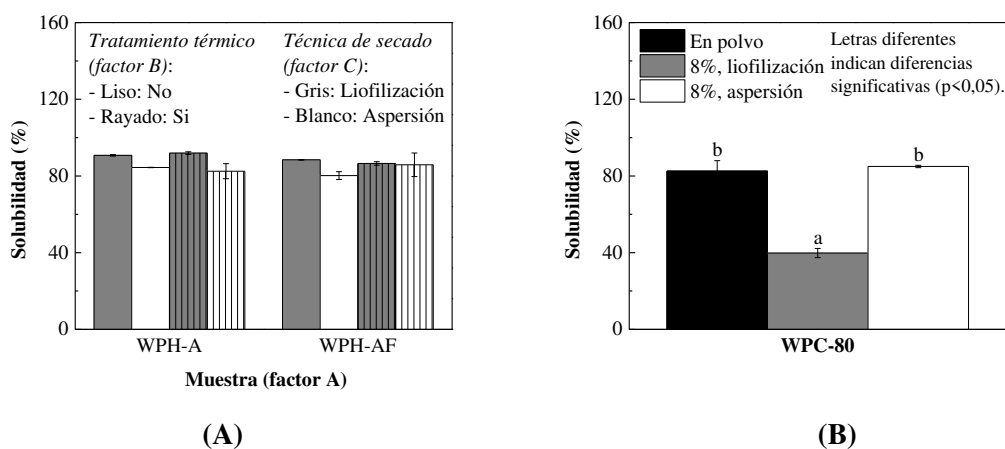 160
120
80
40
0
Solubilidad (%)
Tratamiento térmico
(factor B):
- Liso: No
- Rayado: Si
Técnica de secado
(factor C):
- Gris: Liofilización
- Blanco: Aspersión
WPH-A
WPH-AF
Muestra (factor A)
(A)
160
120
80
40
0
Solubilidad (%)
En polvo
8%, liofilización
8%, aspersión
Letras diferentes
indican diferencias
significativas (p<0,05).
b
a
b
WPC-80
(B)